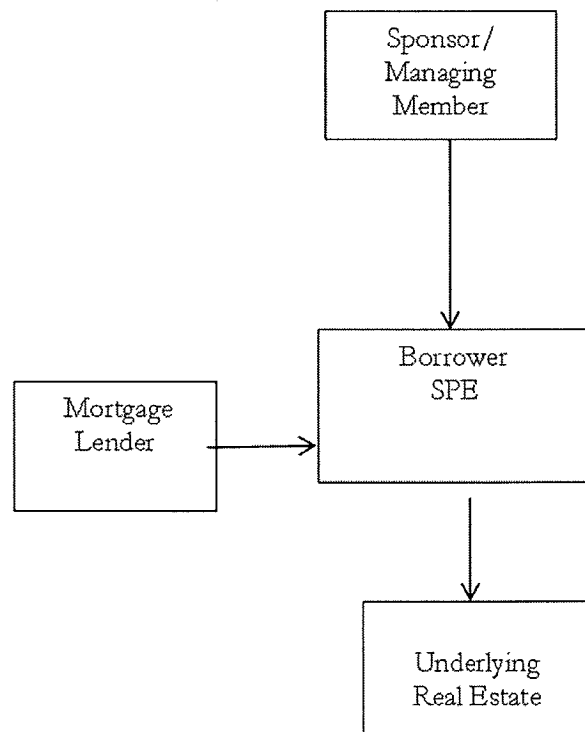 Sponsor/
Managing
Member
Borrower
SPE
Mortgage
Lender
Underlying
Real Estate